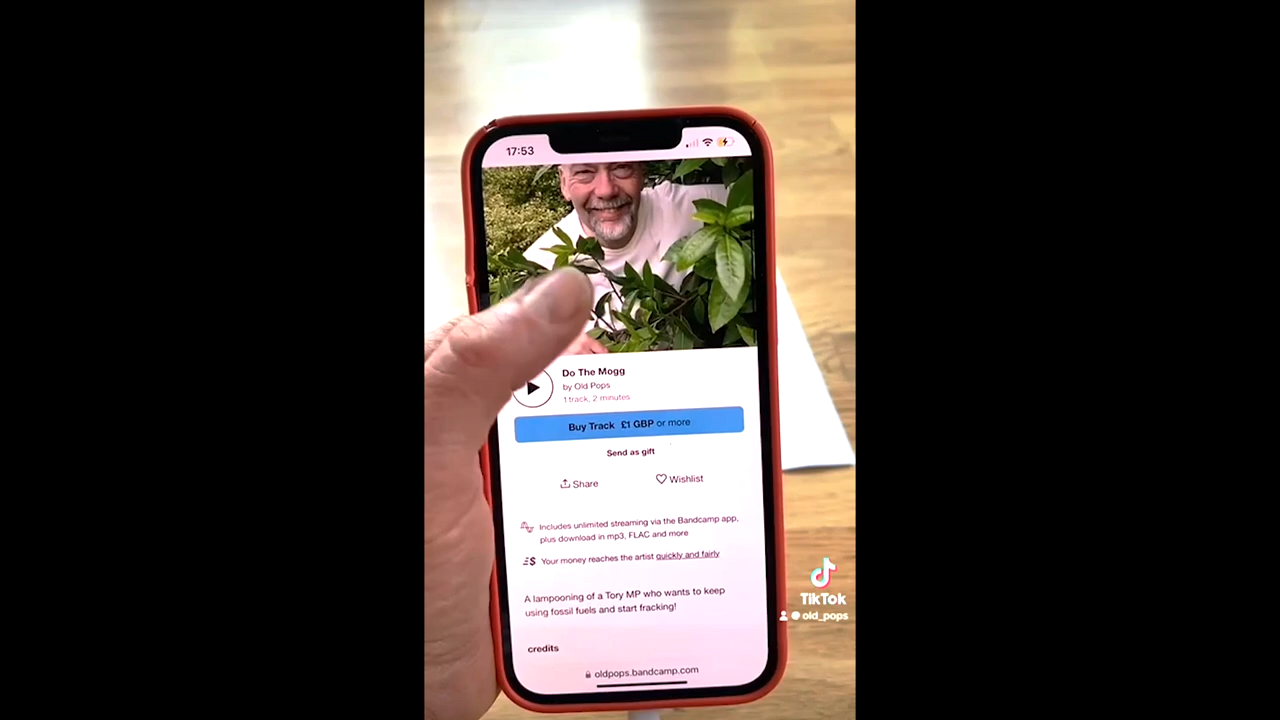 17:53
Do The Mogg
by Old Pops
1 track, 2 minutes
Buy Track £1 GBP or more
Send as gift
Share
Wishlist
Includes unlimited streaming via the Bandcamp app,
plus download in mp3, FLAC and more
Your money reaches the artist quickly and fairly
A lampooning of a Tory MP who wants to keep
using fossil fuels and start fracking!
credits
oldpops.bandcamp.com
TikTok
@old_pops